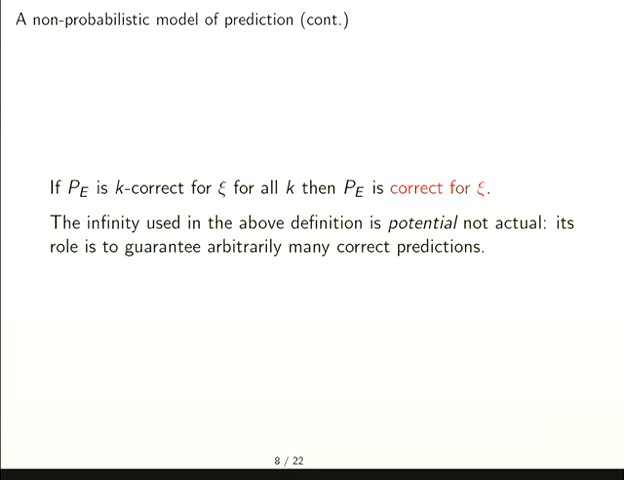 A non-probabilistic model of prediction (cont.)
If P_E is k-correct for ξ for all k then P_E is correct for ξ.
The infinity used in the above definition is potential not actual: its
role is to guarantee arbitrarily many correct predictions.
8 / 22